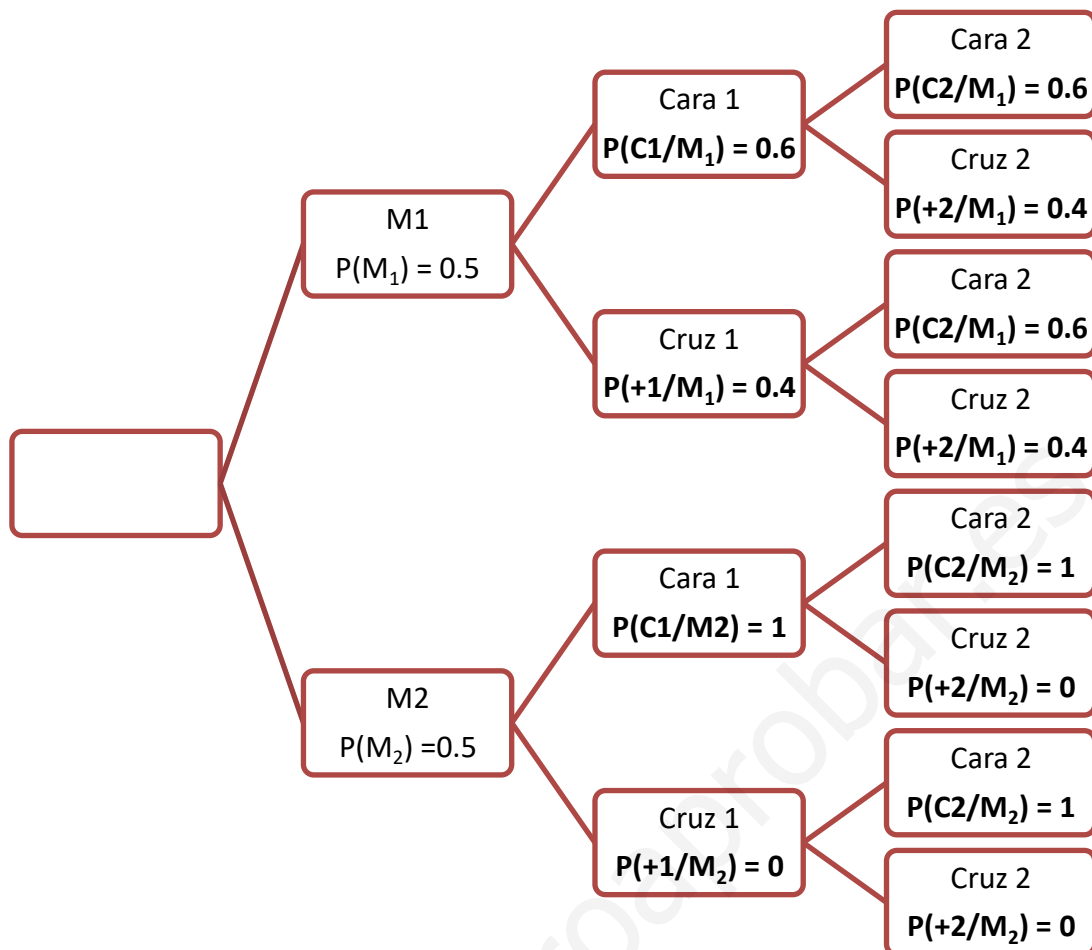 Cara 2
P(C2/M₁) = 0.6
Cara 1
P(C1/M₁) = 0.6
Cruz 2
P(+2/M₁) = 0.4
M1
P(M₁) = 0.5
Cara 2
P(C2/M₁) = 0.6
Cruz 1
P(+1/M₁) = 0.4
Cruz 2
P(+2/M₁) = 0.4
Cara 2
P(C2/M₂) = 1
Cara 1
P(C1/M2) = 1
Cruz 2
P(+2/M₂) = 0
M2
P(M₂) =0.5
Cara 2
P(C2/M₂) = 1
Cruz 1
P(+1/M₂) = 0
Cruz 2
P(+2/M₂) = 0
roaprobar.es